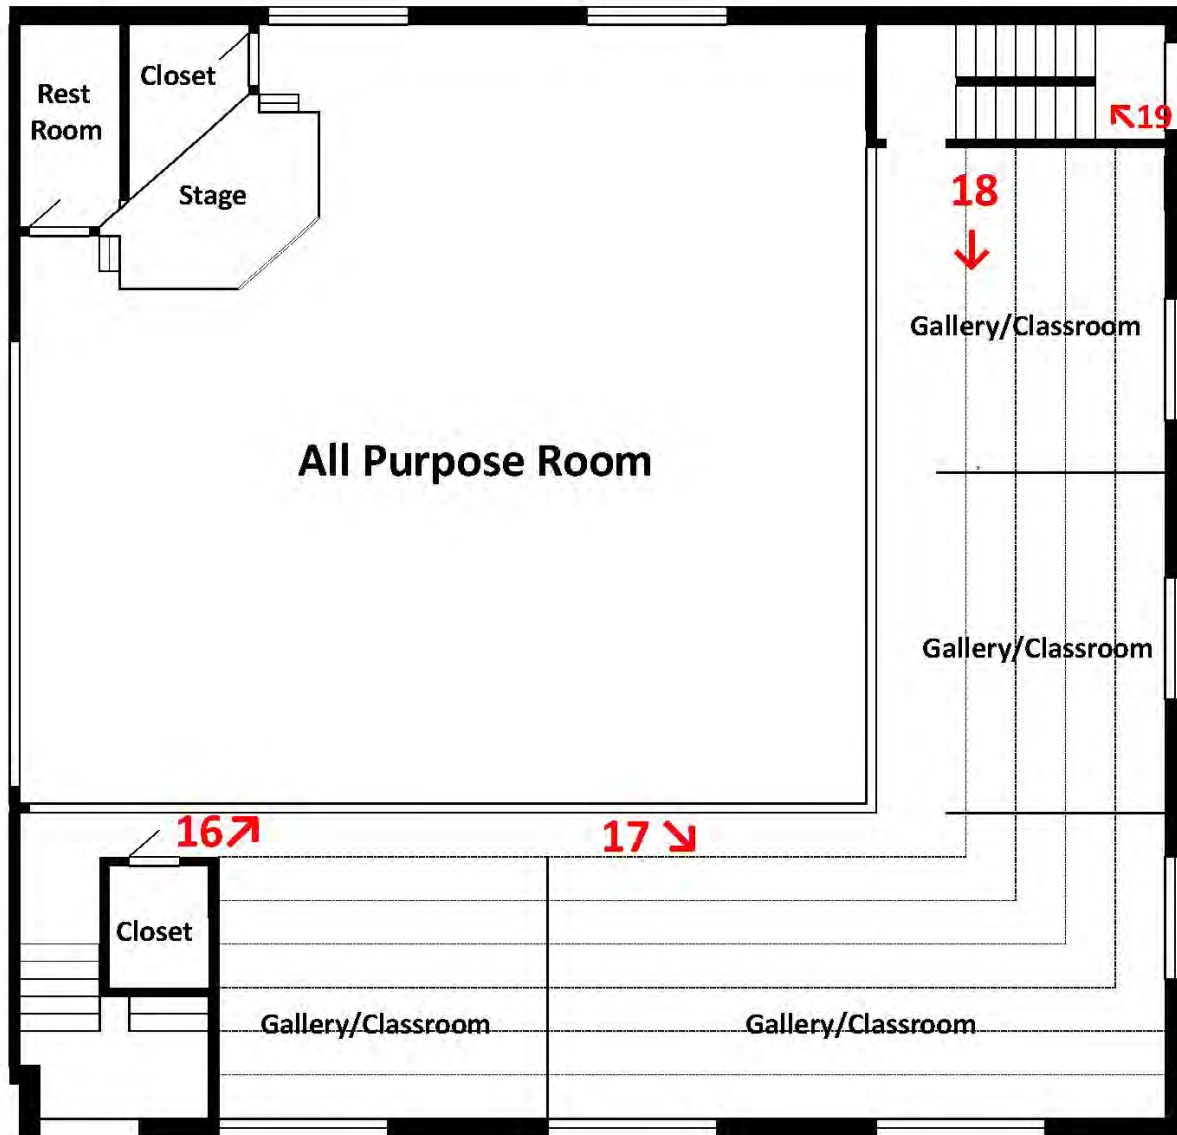 Closet
Rest
Room
↖19
18
↓
Stage
Gallery/Classroom
All Purpose Room
Gallery/Classroom
16↗
17 ↘
Closet
Gallery/Classroom
Gallery/Classroom